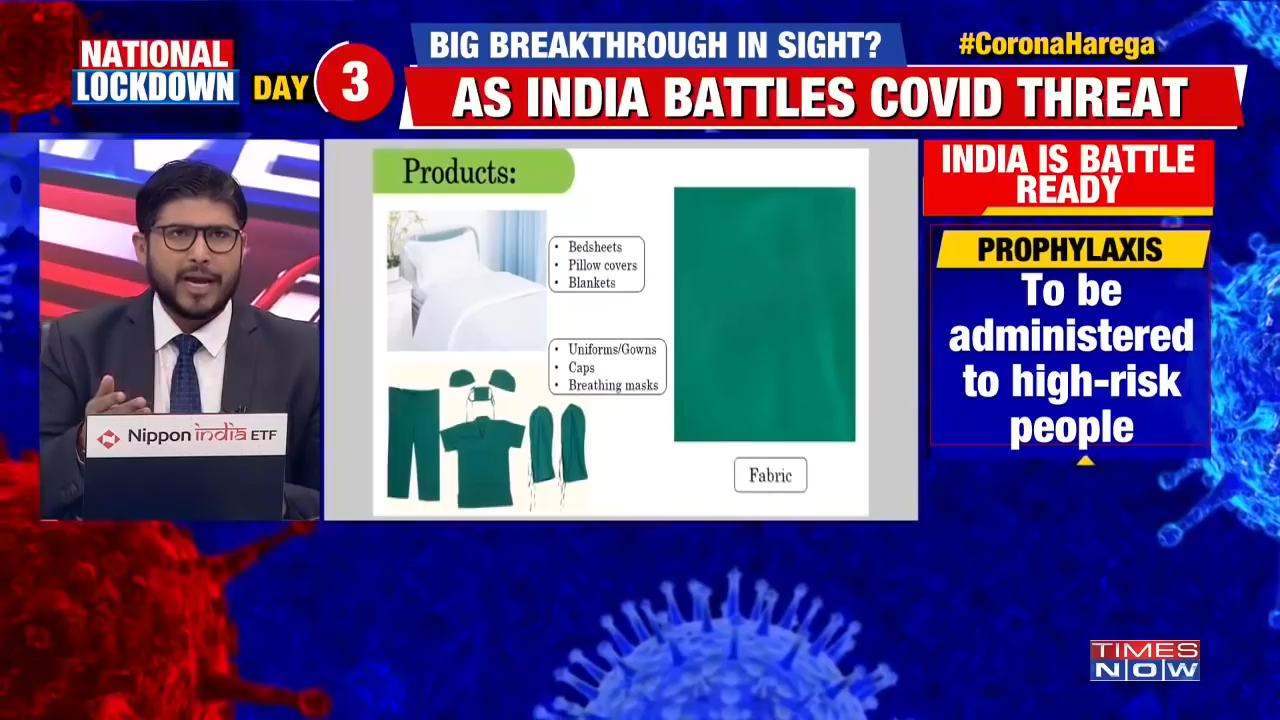 NATIONAL
LOCKDOWN
DAY 3
BIG BREAKTHROUGH IN SIGHT?
#CoronaHarega
AS INDIA BATTLES COVID THREAT
Nippon india ETF
Products:
• Bedsheets
• Pillow covers
• Blankets
• Uniforms/Gowns
• Caps
• Breathing masks
Fabric
INDIA IS BATTLE
READY
PROPHYLAXIS
To be
administered
to high-risk
people
TIMES
NOW